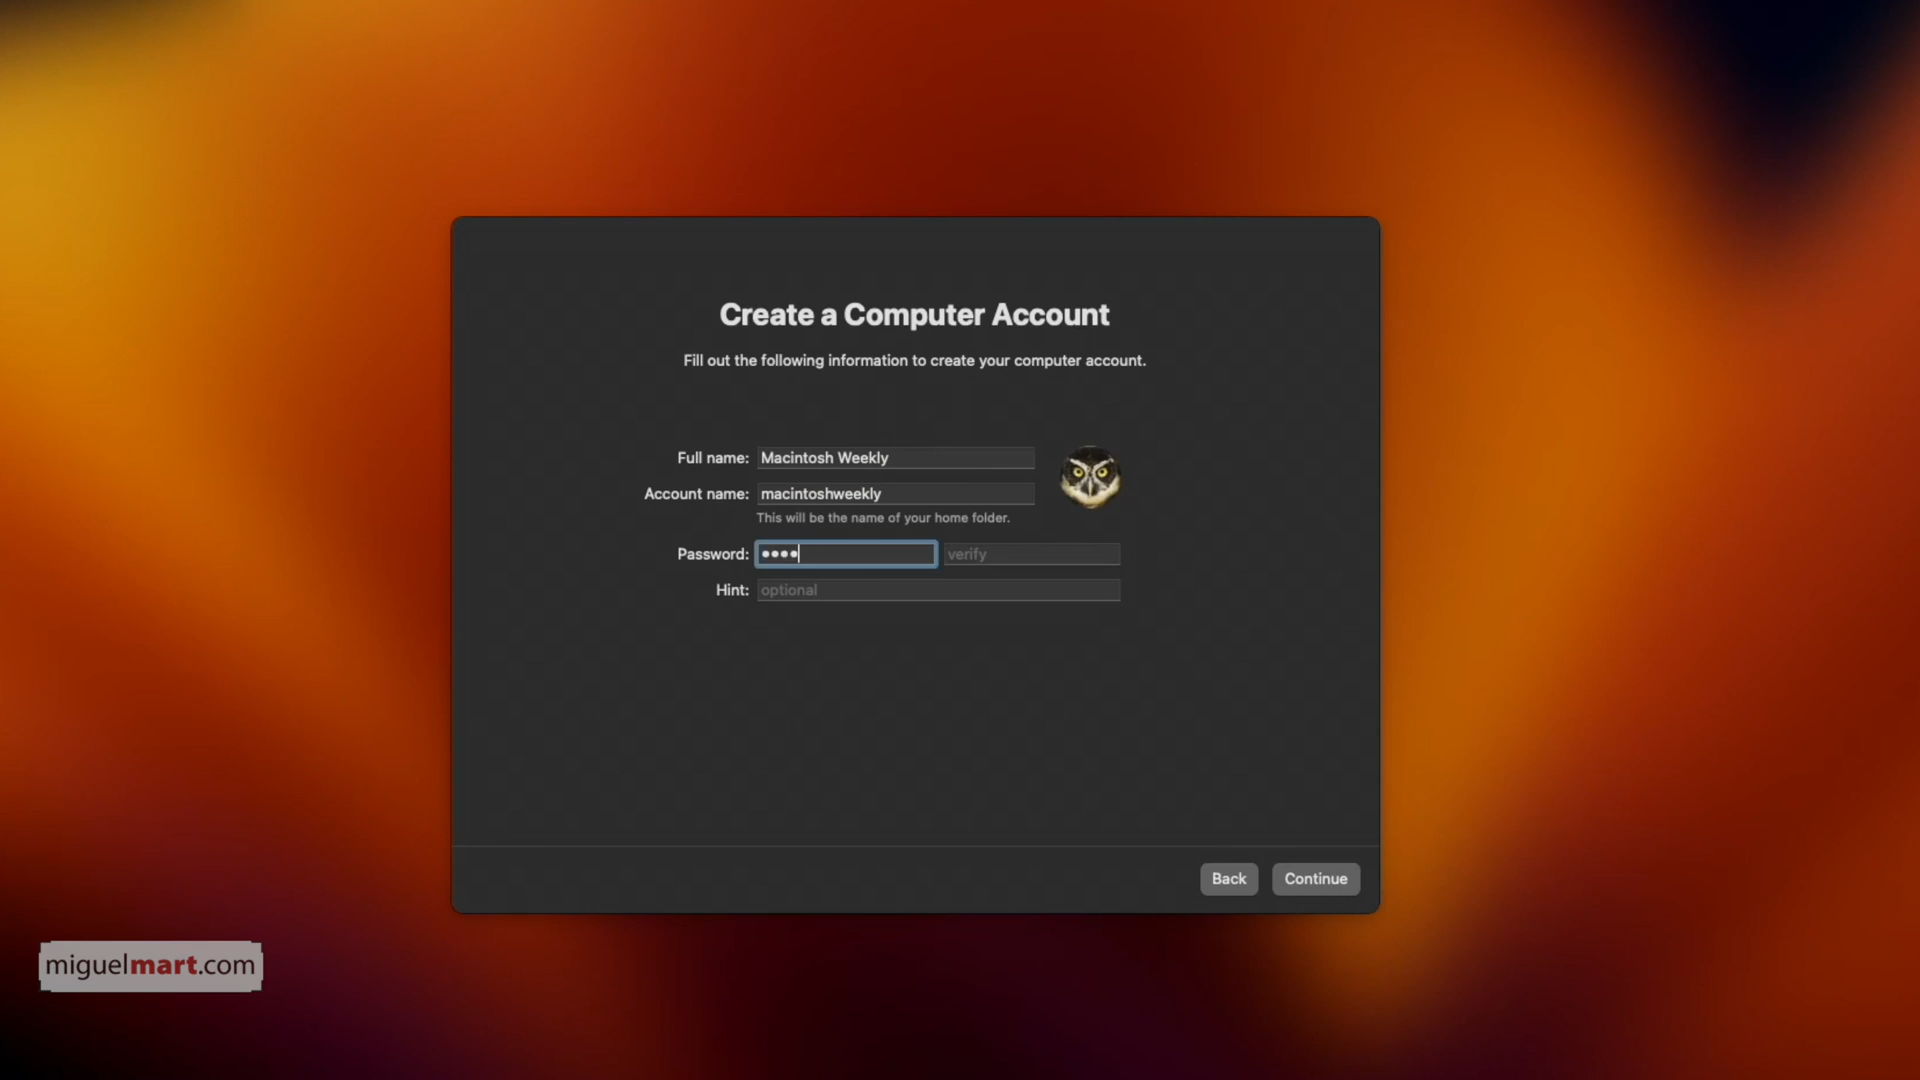 Create a Computer Account
Fill out the following information to create your computer account.
Full name: Macintosh Weekly
Account name: macintoshweekly
This will be the name of your home folder.
Password: •••• verify
Hint: optional
Back Continue
miguelmart.com